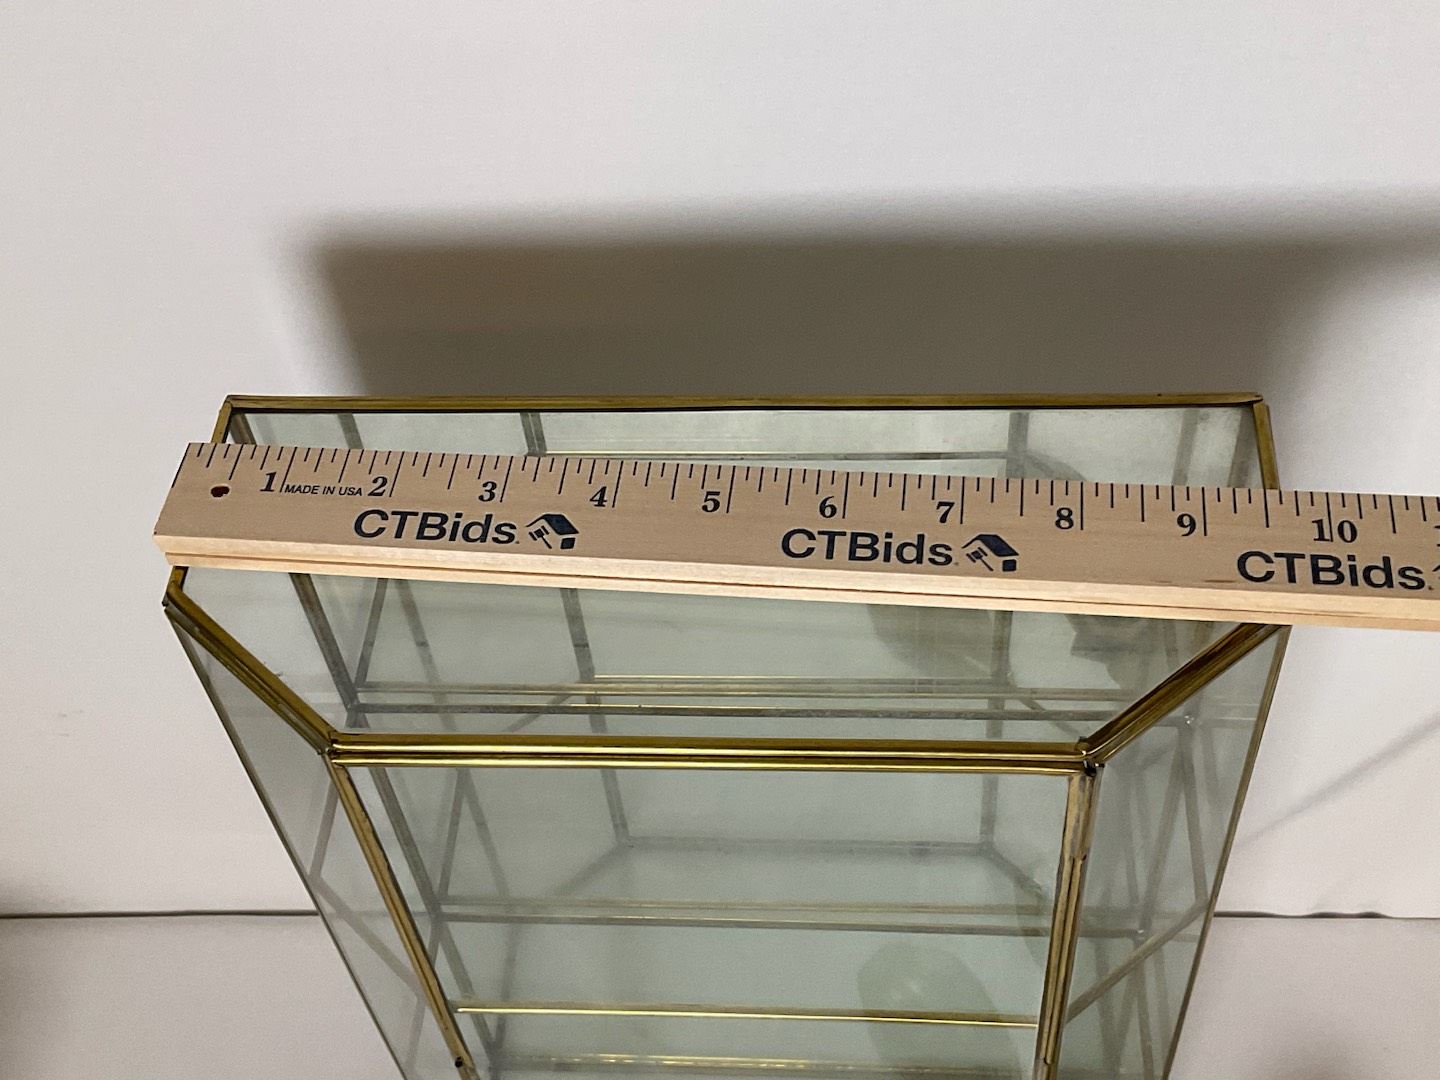 1 MADE IN USA 2 3 4 5 6 7 8 9 10
CTBids. CTBids. CTBids.